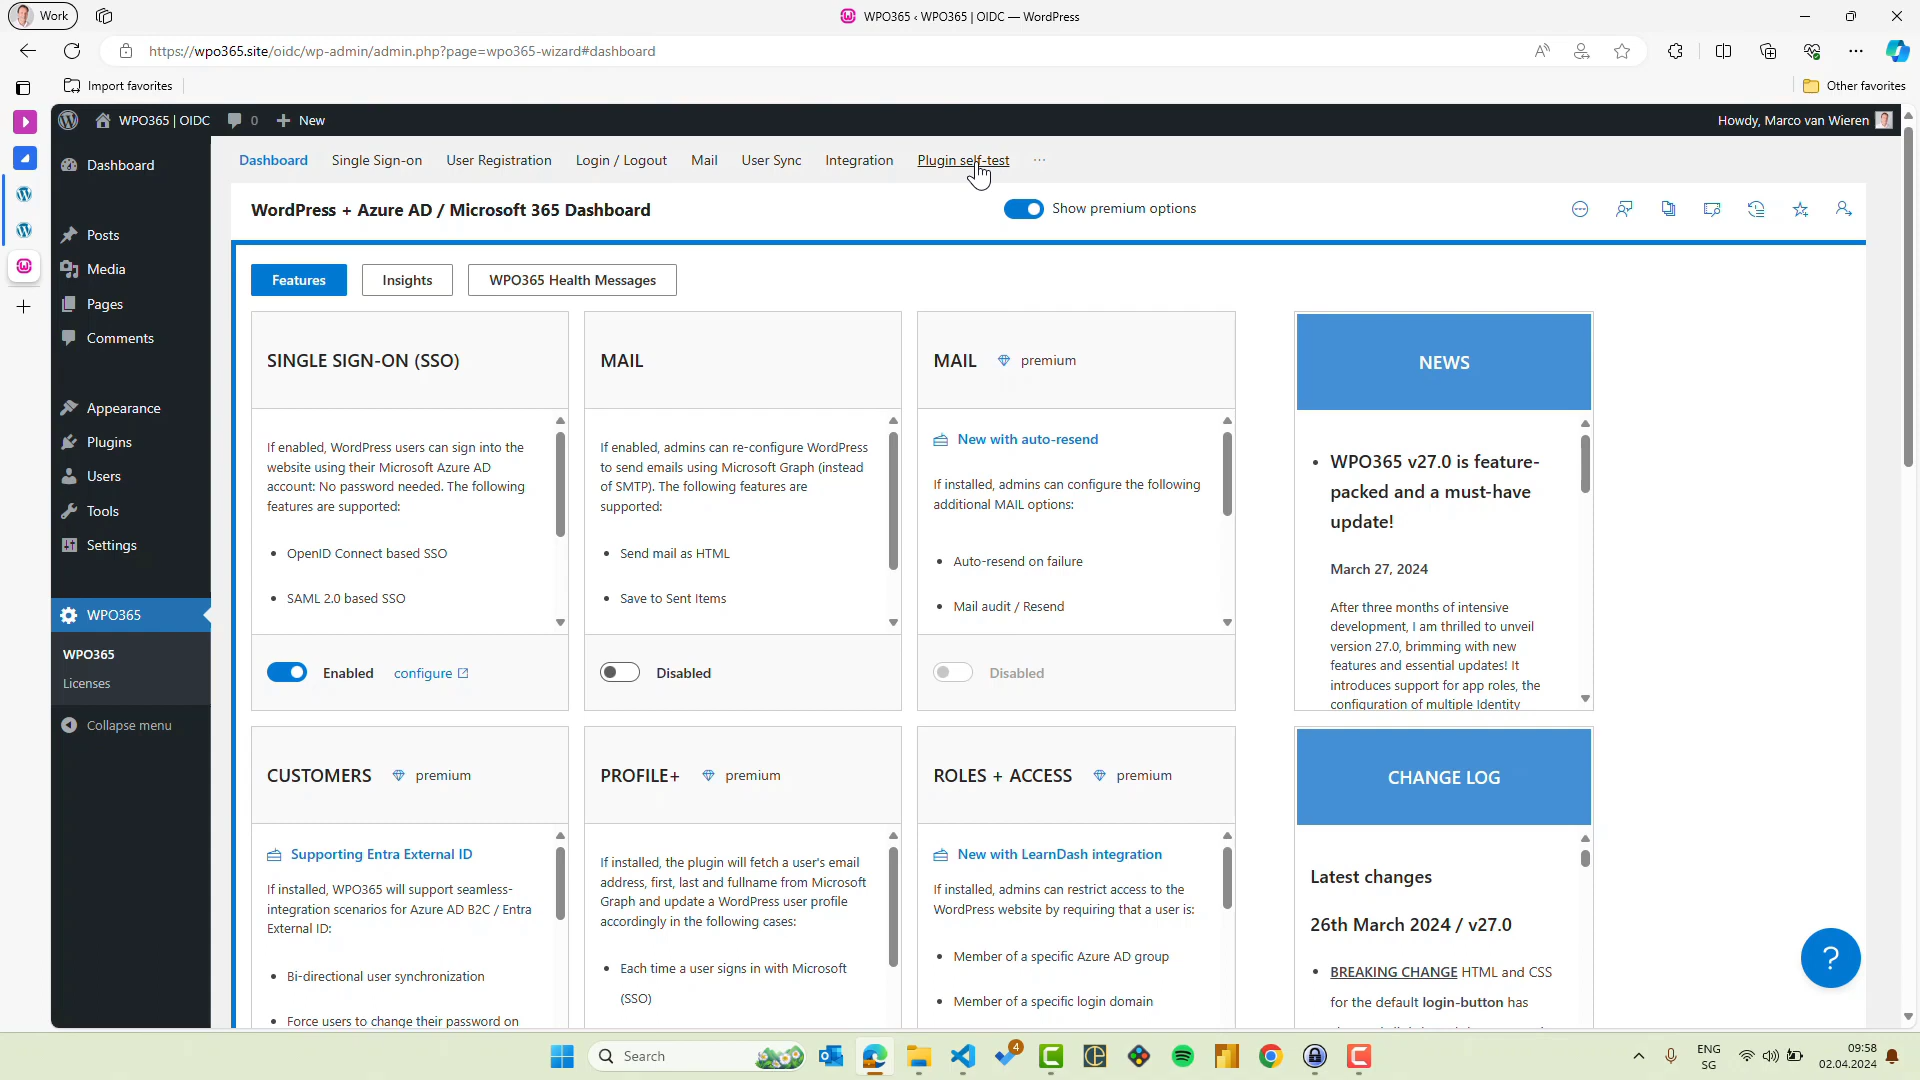 Work
WPO365 ‹ WPO365 | OIDC — WordPress
https://wpo365.site/oidc/wp-admin/admin.php?page=wpo365-wizard#dashboard
Import favorites
Other favorites
WPO365 | OIDC
0
New
Howdy, Marco van Wieren
Dashboard
Posts
Media
Pages
Comments
Appearance
Plugins
Users
Tools
Settings
WPO365
WPO365
Licenses
Collapse menu
Dashboard
Single Sign-on
User Registration
Login / Logout
Mail
User Sync
Integration
Plugin self-test
WordPress + Azure AD / Microsoft 365 Dashboard
Show premium options
Features
Insights
WPO365 Health Messages
SINGLE SIGN-ON (SSO)
If enabled, WordPress users can sign into the
website using their Microsoft Azure AD
account: No password needed. The following
features are supported:
• OpenID Connect based SSO
• SAML 2.0 based SSO
Enabled
configure
MAIL
If enabled, admins can re-configure WordPress
to send emails using Microsoft Graph (instead
of SMTP). The following features are
supported:
• Send mail as HTML
• Save to Sent Items
Disabled
MAIL premium
New with auto-resend
If installed, admins can configure the following
additional MAIL options:
• Auto-resend on failure
• Mail audit / Resend
Disabled
NEWS
• WPO365 v27.0 is feature-
packed and a must-have
update!
March 27, 2024
After three months of intensive
development, I am thrilled to unveil
version 27.0, brimming with new
features and essential updates! It
introduces support for app roles, the
configuration of multiple Identity
CUSTOMERS premium
Supporting Entra External ID
If installed, WPO365 will support seamless-
integration scenarios for Azure AD B2C / Entra
External ID:
• Bi-directional user synchronization
• Force users to change their password on
PROFILE+ premium
If installed, the plugin will fetch a user's email
address, first, last and fullname from Microsoft
Graph and update a WordPress user profile
accordingly in the following cases:
• Each time a user signs in with Microsoft
(SSO)
ROLES + ACCESS premium
New with LearnDash integration
If installed, admins can restrict access to the
WordPress website by requiring that a user is:
• Member of a specific Azure AD group
• Member of a specific login domain
CHANGE LOG
Latest changes
26th March 2024 / v27.0
• BREAKING CHANGE HTML and CSS
for the default login-button has
?
Search
4
ENG
SG
09:58
02.04.2024